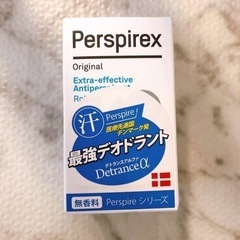 Perspirex
Original
Extra-effective
Antiperspirant
Perspire!
汗
医療先進国
デンマーク発
最強デオドラント
デトランスアルファ
Detranceα
無香料
Perspire シリーズ